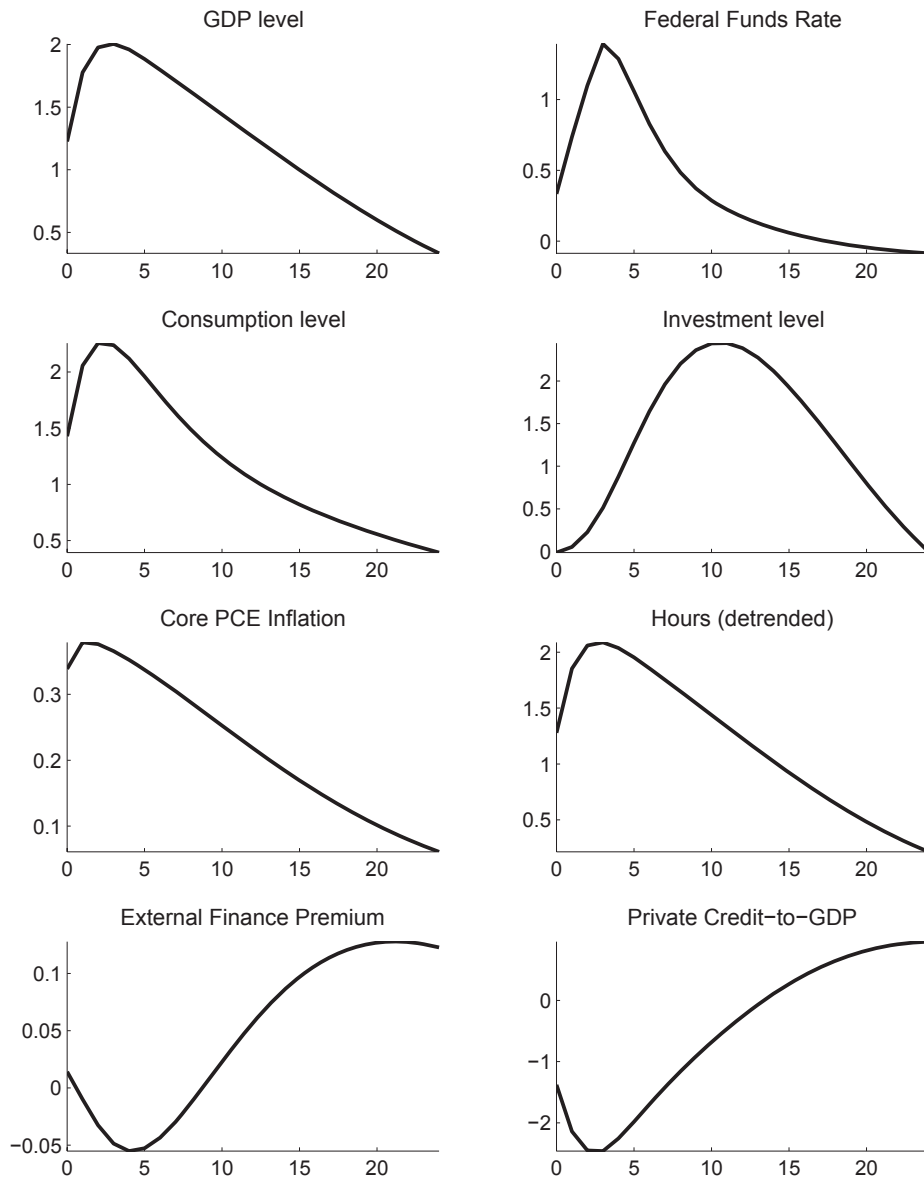 GDP level
2
1.5
1
0.5
0 5 10 15 20
Federal Funds Rate
1
0.5
0
0 5 10 15 20
Consumption level
2
1.5
1
0.5
0 5 10 15 20
Investment level
2
1.5
1
0.5
0
0 5 10 15 20
Core PCE Inflation
0.3
0.2
0.1
0 5 10 15 20
Hours (detrended)
2
1.5
1
0.5
0 5 10 15 20
External Finance Premium
0.1
0.05
0
−0.05
0 5 10 15 20
Private Credit−to−GDP
0
−1
−2
0 5 10 15 20